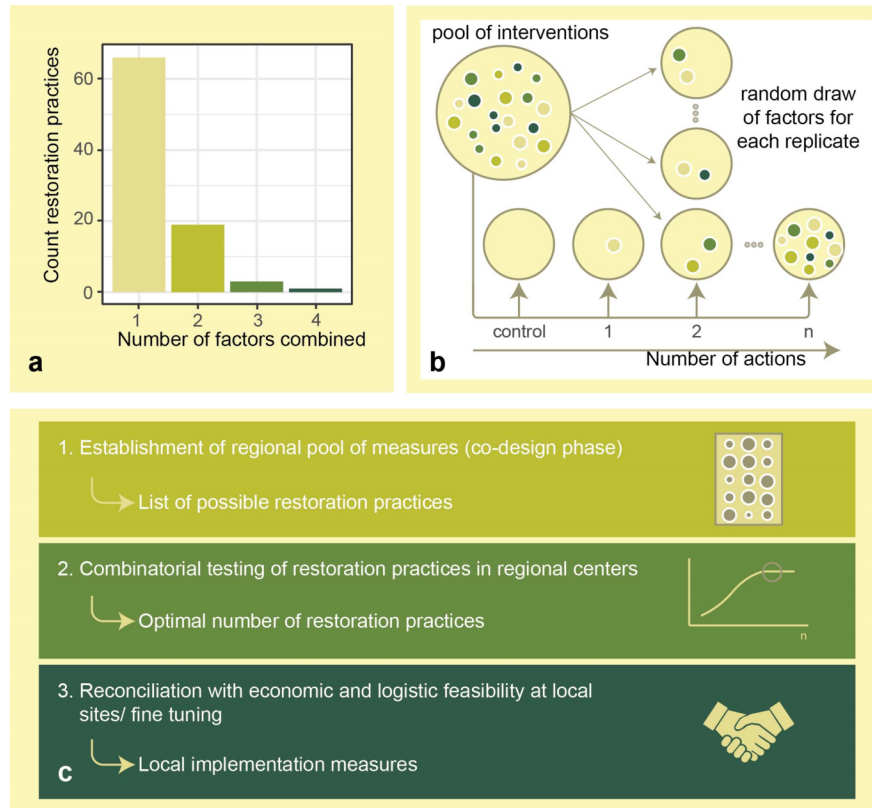 Count restoration practices
60
40
20
0
1 2 3 4
Number of factors combined
a
pool of interventions
random draw
of factors for
each replicate
control 1 2 n
Number of actions
b
1. Establishment of regional pool of measures (co-design phase)
List of possible restoration practices
2. Combinatorial testing of restoration practices in regional centers
Optimal number of restoration practices
n
3. Reconciliation with economic and logistic feasibility at local
sites/ fine tuning
Local implementation measures
c